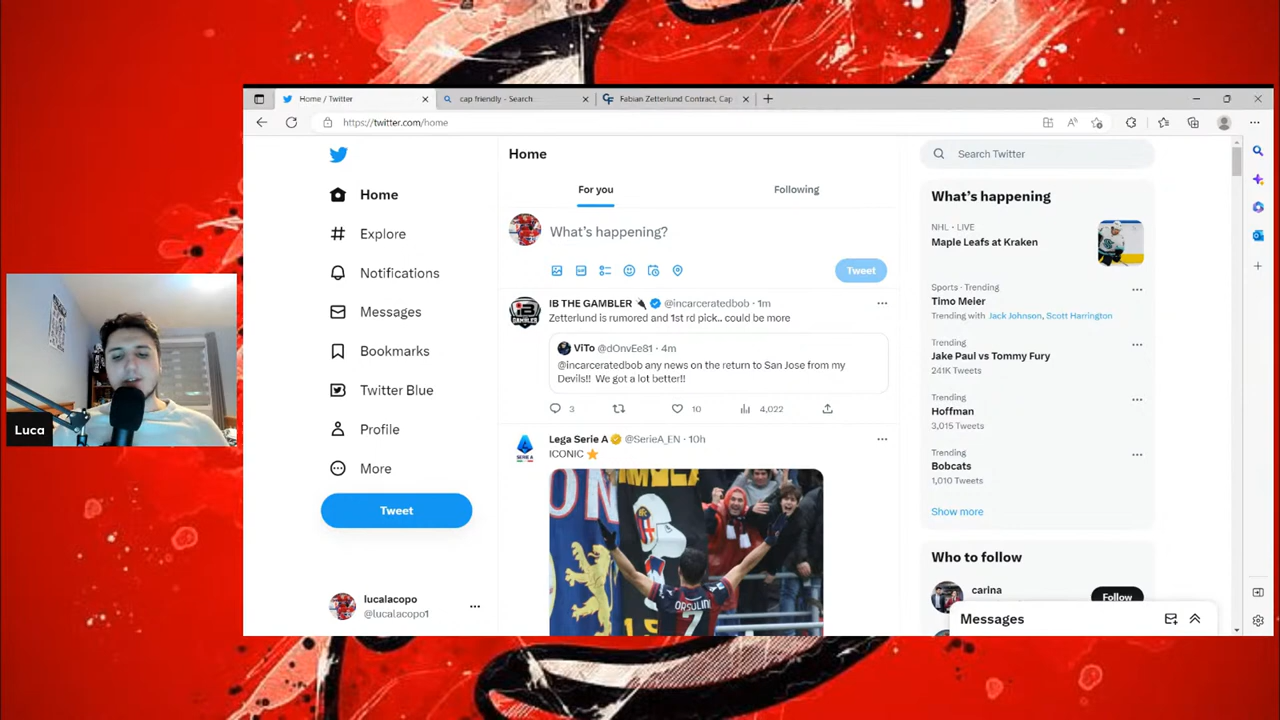 Home / Twitter
cap friendly - Search
Fabian Zetterlund Contract, Cap
https://twitter.com/home
Home
Explore
Notifications
Messages
Bookmarks
Twitter Blue
Profile
More
Tweet
lucalacopo
@lucalacopo1
Home
For you
Following
What's happening?
Tweet
IB THE GAMBLER @incarceratedbob · 1m
Zetterlund is rumored and 1st rd pick.. could be more
ViTo @dOnvEe81 · 4m
@incarceratedbob any news on the return to San Jose from my
Devils!! We got a lot better!!
3
10
4,022
Lega Serie A @SerieA_EN · 10h
ICONIC
ORSOLINI
7
Search Twitter
What's happening
NHL · LIVE
Maple Leafs at Kraken
Sports · Trending
Timo Meier
Trending with Jack Johnson, Scott Harrington
Trending
Jake Paul vs Tommy Fury
241K Tweets
Trending
Hoffman
3,015 Tweets
Trending
Bobcats
1,010 Tweets
Show more
Who to follow
carina
Follow
Messages
Luca